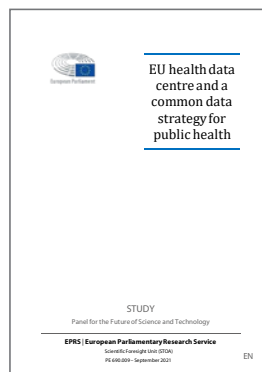 European Parliament
EU health data
centre and a
common data
strategy for
public health
STUDY
Panel for the Future of Science and Technology
EPRS | European Parliamentary Research Service
Scientific Foresight Unit (STOA)
PE 690.009 – September 2021
EN